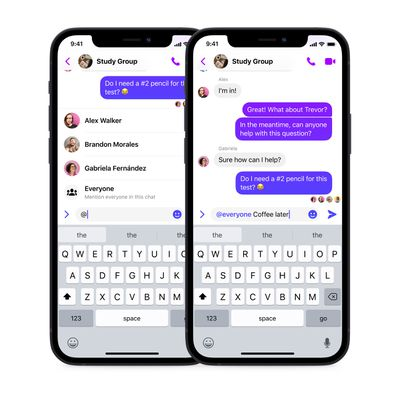 9:41
Study Group
Do I need a #2 pencil for th
test? 😂
Alex Walker
Brandon Morales
Gabriela Fernández
Everyone
Mention everyone in this chat
@
the
the
Q W E R T Y U I O
A S D F G H J K
Z X C V B N M
123
space
9:41
Study Group
Alex
I'm in!
Great! What about Trevor?
In the meantime, can anyone
help with this question?
Gabriela
Sure how can I help?
Do I need a #2 pencil for this
test? 😂
@everyone Coffee later
the
the
the
Q W E R T Y U I O P
A S D F G H J K L
Z X C V B N M
123
space
go